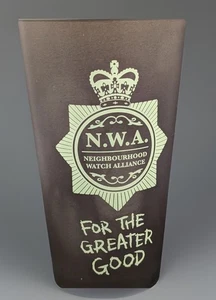 N.W.A.
NEIGHBOURHOOD
WATCH ALLIANCE
FOR THE
GREATER
GOOD